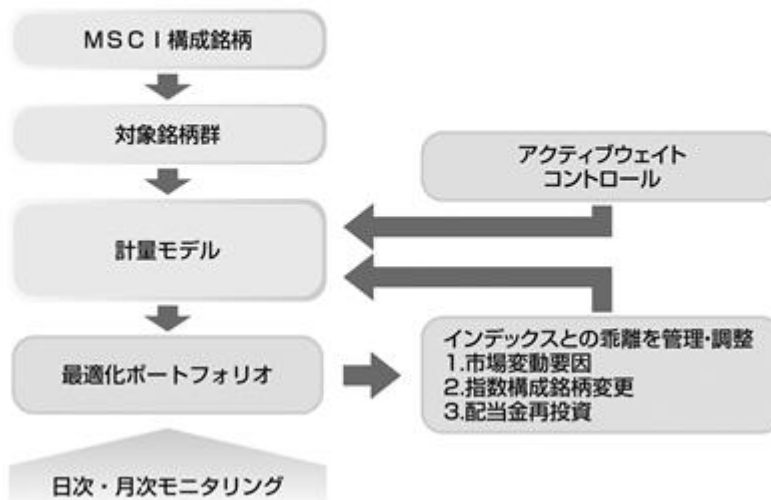 ＭＳＣＩ構成銘柄
対象銘柄群
アクティブウェイト
コントロール
計量モデル
最適化ポートフォリオ
インデックスとの乖離を管理・調整
1.市場変動要因
2.指数構成銘柄変更
3.配当金再投資
日次・月次モニタリング